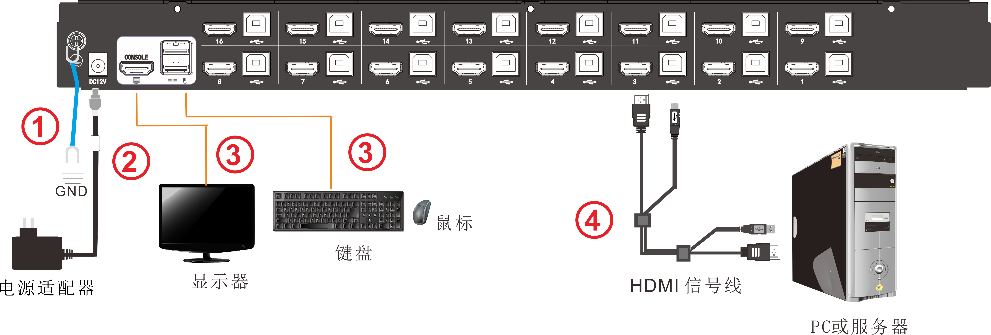 16 15 14 13 12 11 10 9
DC12V CONSOLE 8 7 6 5 4 3 2 1
① ② ③ ③ ④
GND
电源适配器
显示器
键盘
鼠标
HDMI 信号线
PC或服务器